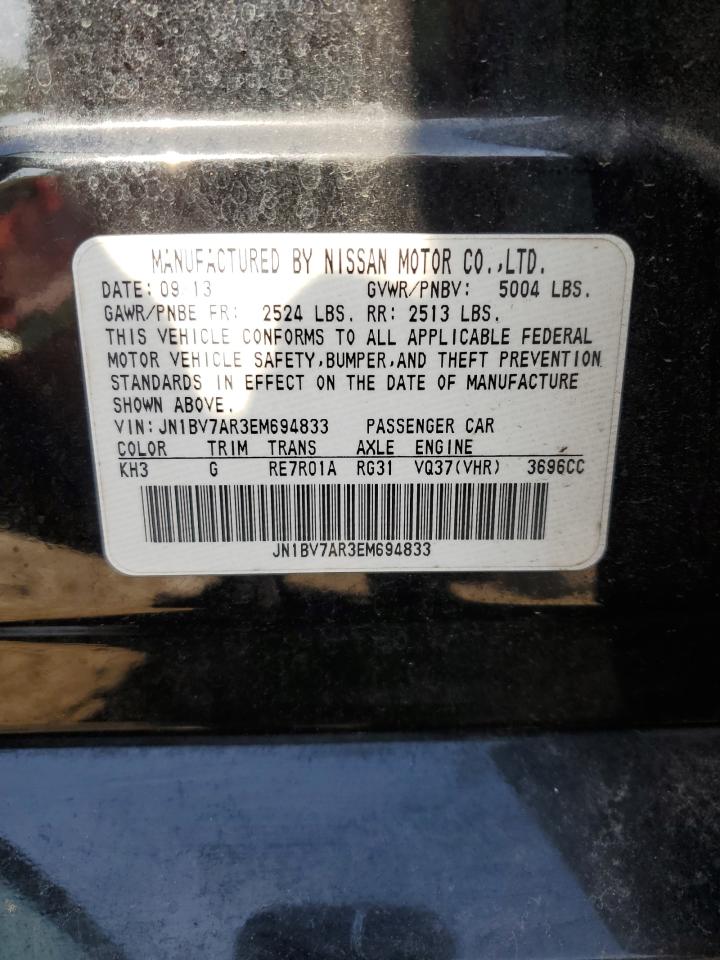 MANUFACTURED BY NISSAN MOTOR CO.,LTD.
DATE: 09 13 GVWR/PNBV: 5004 LBS.
GAWR/PNBE FR: 2524 LBS. RR: 2513 LBS.
THIS VEHICLE CONFORMS TO ALL APPLICABLE FEDERAL
MOTOR VEHICLE SAFETY,BUMPER,AND THEFT PREVENTION
STANDARDS IN EFFECT ON THE DATE OF MANUFACTURE
SHOWN ABOVE.
VIN:JN1BV7AR3EM694833 PASSENGER CAR
COLOR TRIM TRANS AXLE ENGINE
KH3 G RE7R01A RG31 VQ37(VHR) 3696CC
JN1BV7AR3EM694833